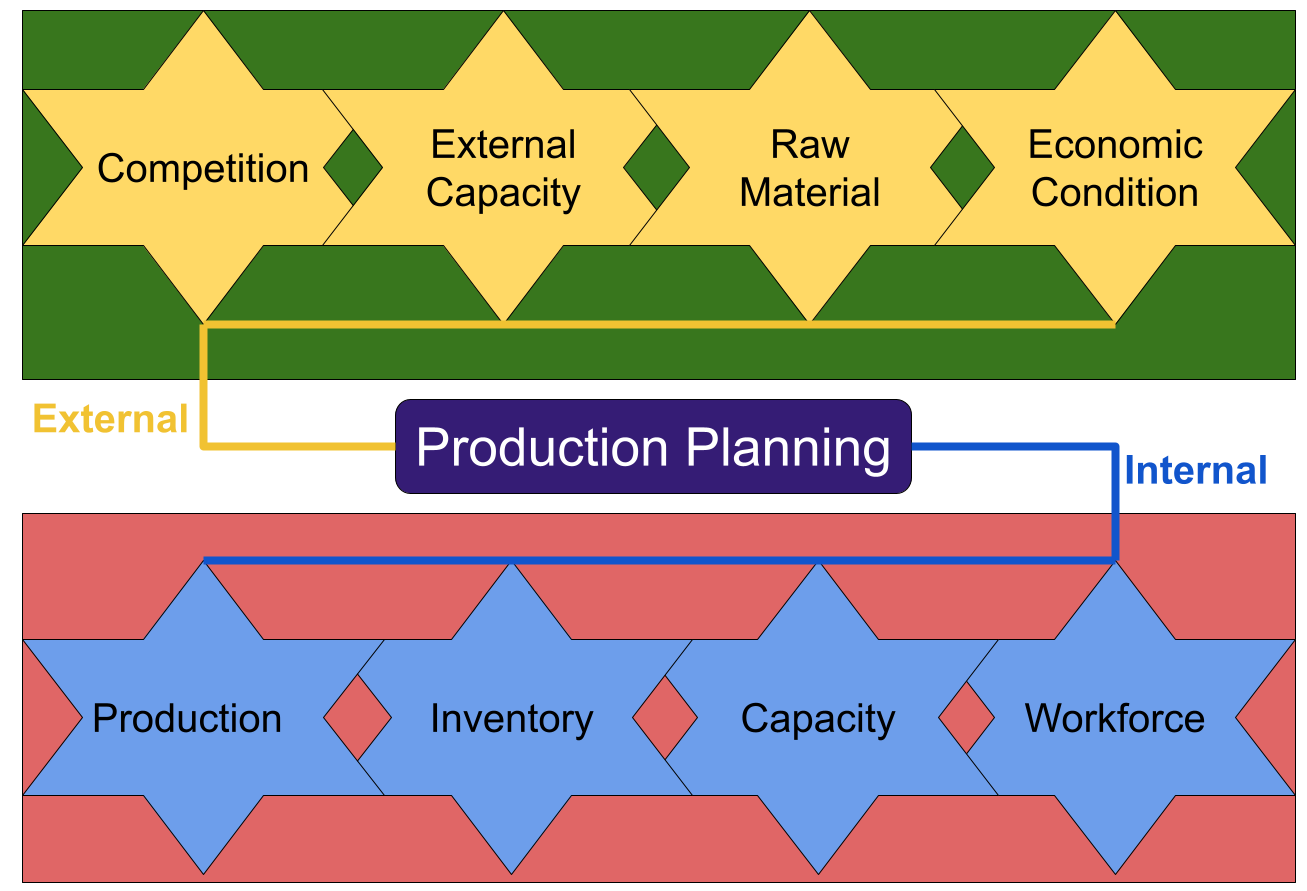 Competition
External
Capacity
Raw
Material
Economic
Condition
External
Production Planning
Internal
Production
Inventory
Capacity
Workforce